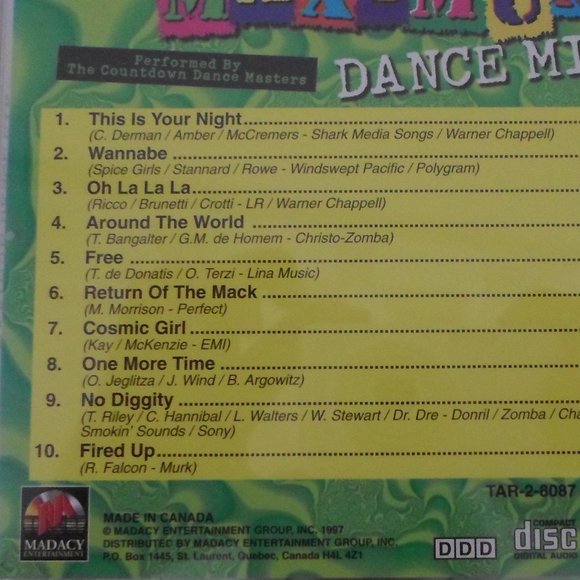 MAXIMUM
DANCE MI
Performed By
The Countdown Dance Masters
1. This Is Your Night
(C. Derman / Amber / McCremers - Shark Media Songs / Warner Chappell)
2. Wannabe
(Spice Girls / Stannard / Rowe - Windswept Pacific / Polygram)
3. Oh La La La
(Ricco / Brunetti / Crotti - LR / Warner Chappell)
4. Around The World
(T. Bangalter / G.M. de Homem - Christo-Zomba)
5. Free
(T. de Donatis / O. Terzi - Lina Music)
6. Return Of The Mack
(M. Morrison - Perfect)
7. Cosmic Girl
(Kay / McKenzie - EMI)
8. One More Time
(O. Jeglitza / J. Wind / B. Argowitz)
9. No Diggity
(T. Riley / C. Hannibal / L. Walters / W. Stewart / Dr. Dre - Donril / Zomba / Cha
Smokin' Sounds / Sony)
10. Fired Up
(R. Falcon - Murk)
TAR-2-6087
MADACY
ENTERTAINMENT
MADE IN CANADA
© MADACY ENTERTAINMENT GROUP, INC. 1997
DISTRIBUTED BY MADACY ENTERTAINMENT GROUP, INC.
P.O. Box 1445, St. Laurent, Quebec, Canada H4L 4Z1
DDD
COMPACT
disc
DIGITAL AUDIO